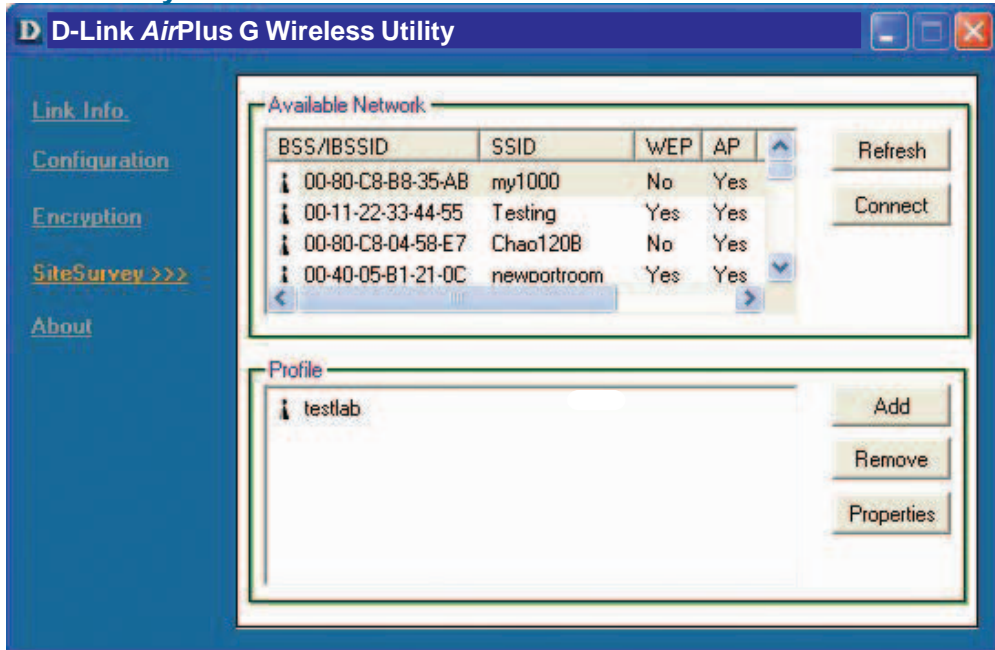 D D-Link AirPlus G Wireless Utility
Link Info.
Configuration
Encryption
SiteSurvey >>>
About
Available Network
BSS/IBSSID SSID WEP AP
00-80-C8-B8-35-AB my1000 No Yes
00-11-22-33-44-55 Testing Yes Yes
00-80-C8-04-58-E7 Chao120B No Yes
00-40-05-B1-21-0C newportroom Yes Yes
Refresh
Connect
Profile
testlab
Add
Remove
Properties